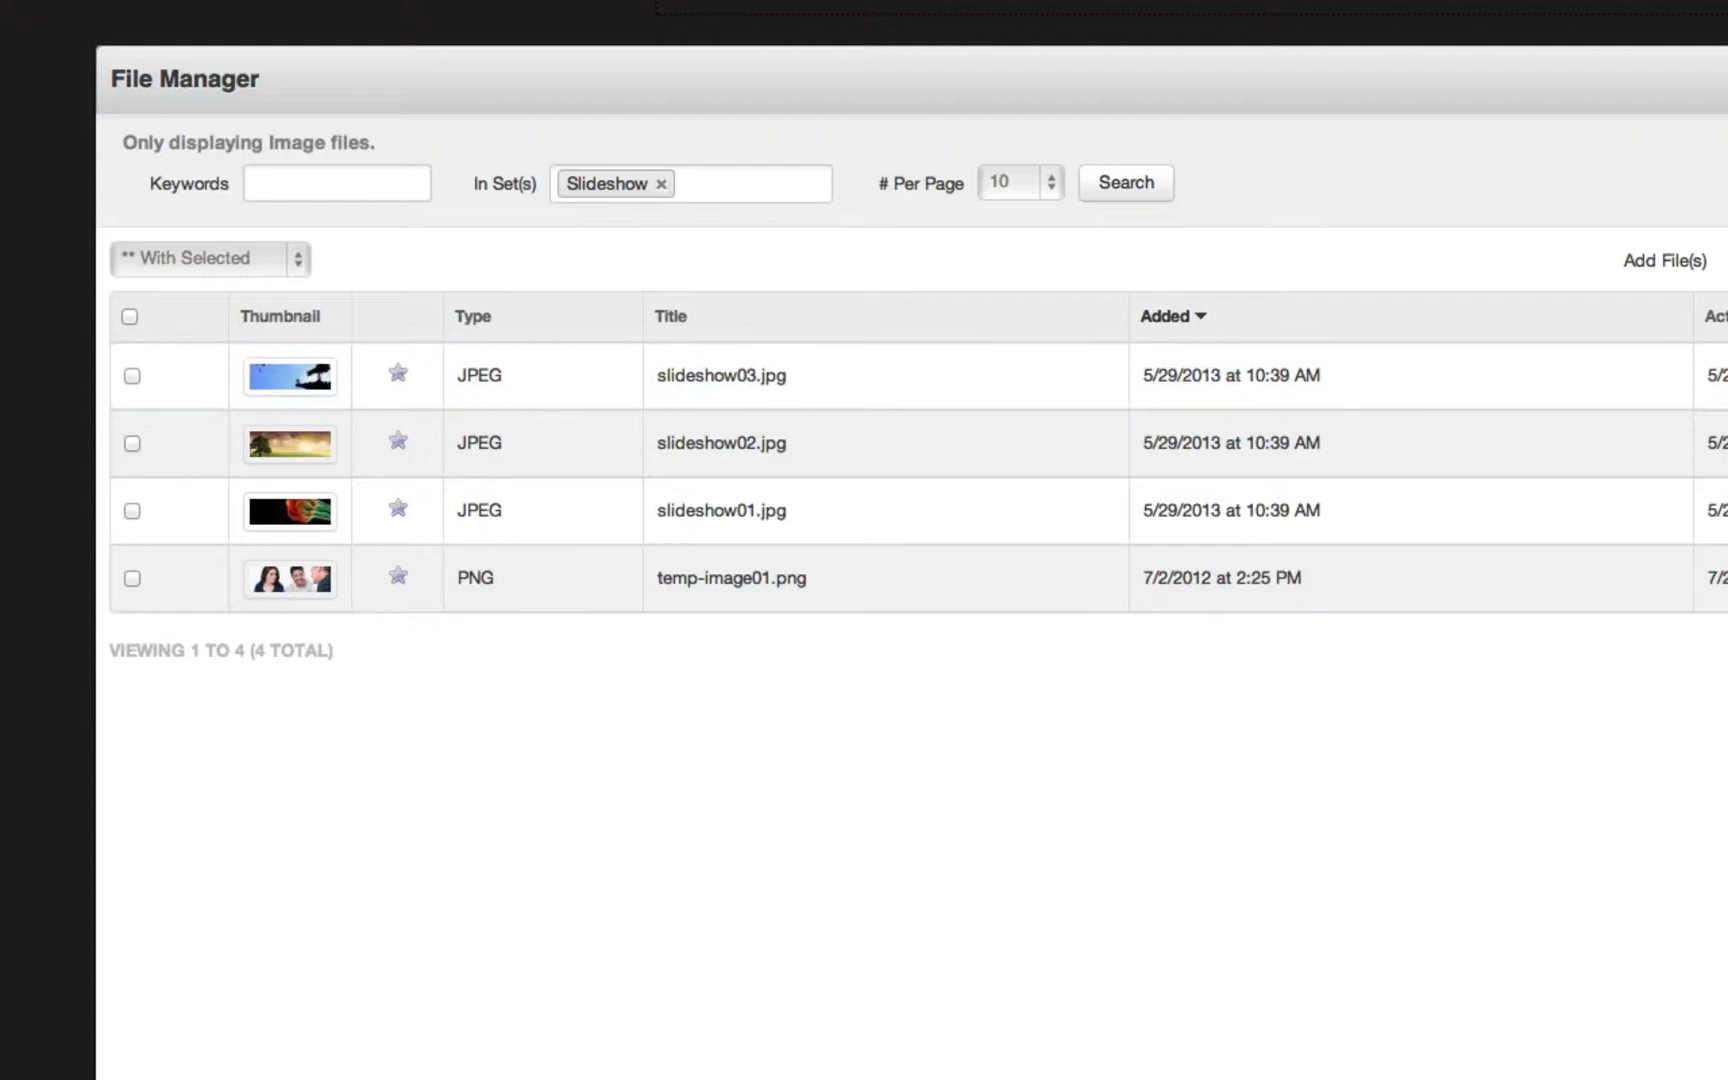 File Manager
Only displaying Image files.
Keywords In Set(s) Slideshow × # Per Page 10 Search
** With Selected Add File(s)
Thumbnail Type Title Added
JPEG slideshow03.jpg 5/29/2013 at 10:39 AM
JPEG slideshow02.jpg 5/29/2013 at 10:39 AM
JPEG slideshow01.jpg 5/29/2013 at 10:39 AM
PNG temp-image01.png 7/2/2012 at 2:25 PM
VIEWING 1 TO 4 (4 TOTAL)